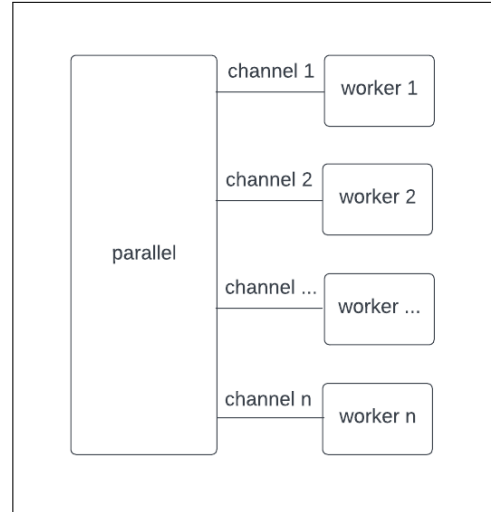 channel 1
worker 1
channel 2
worker 2
parallel
channel ...
worker ...
channel n
worker n